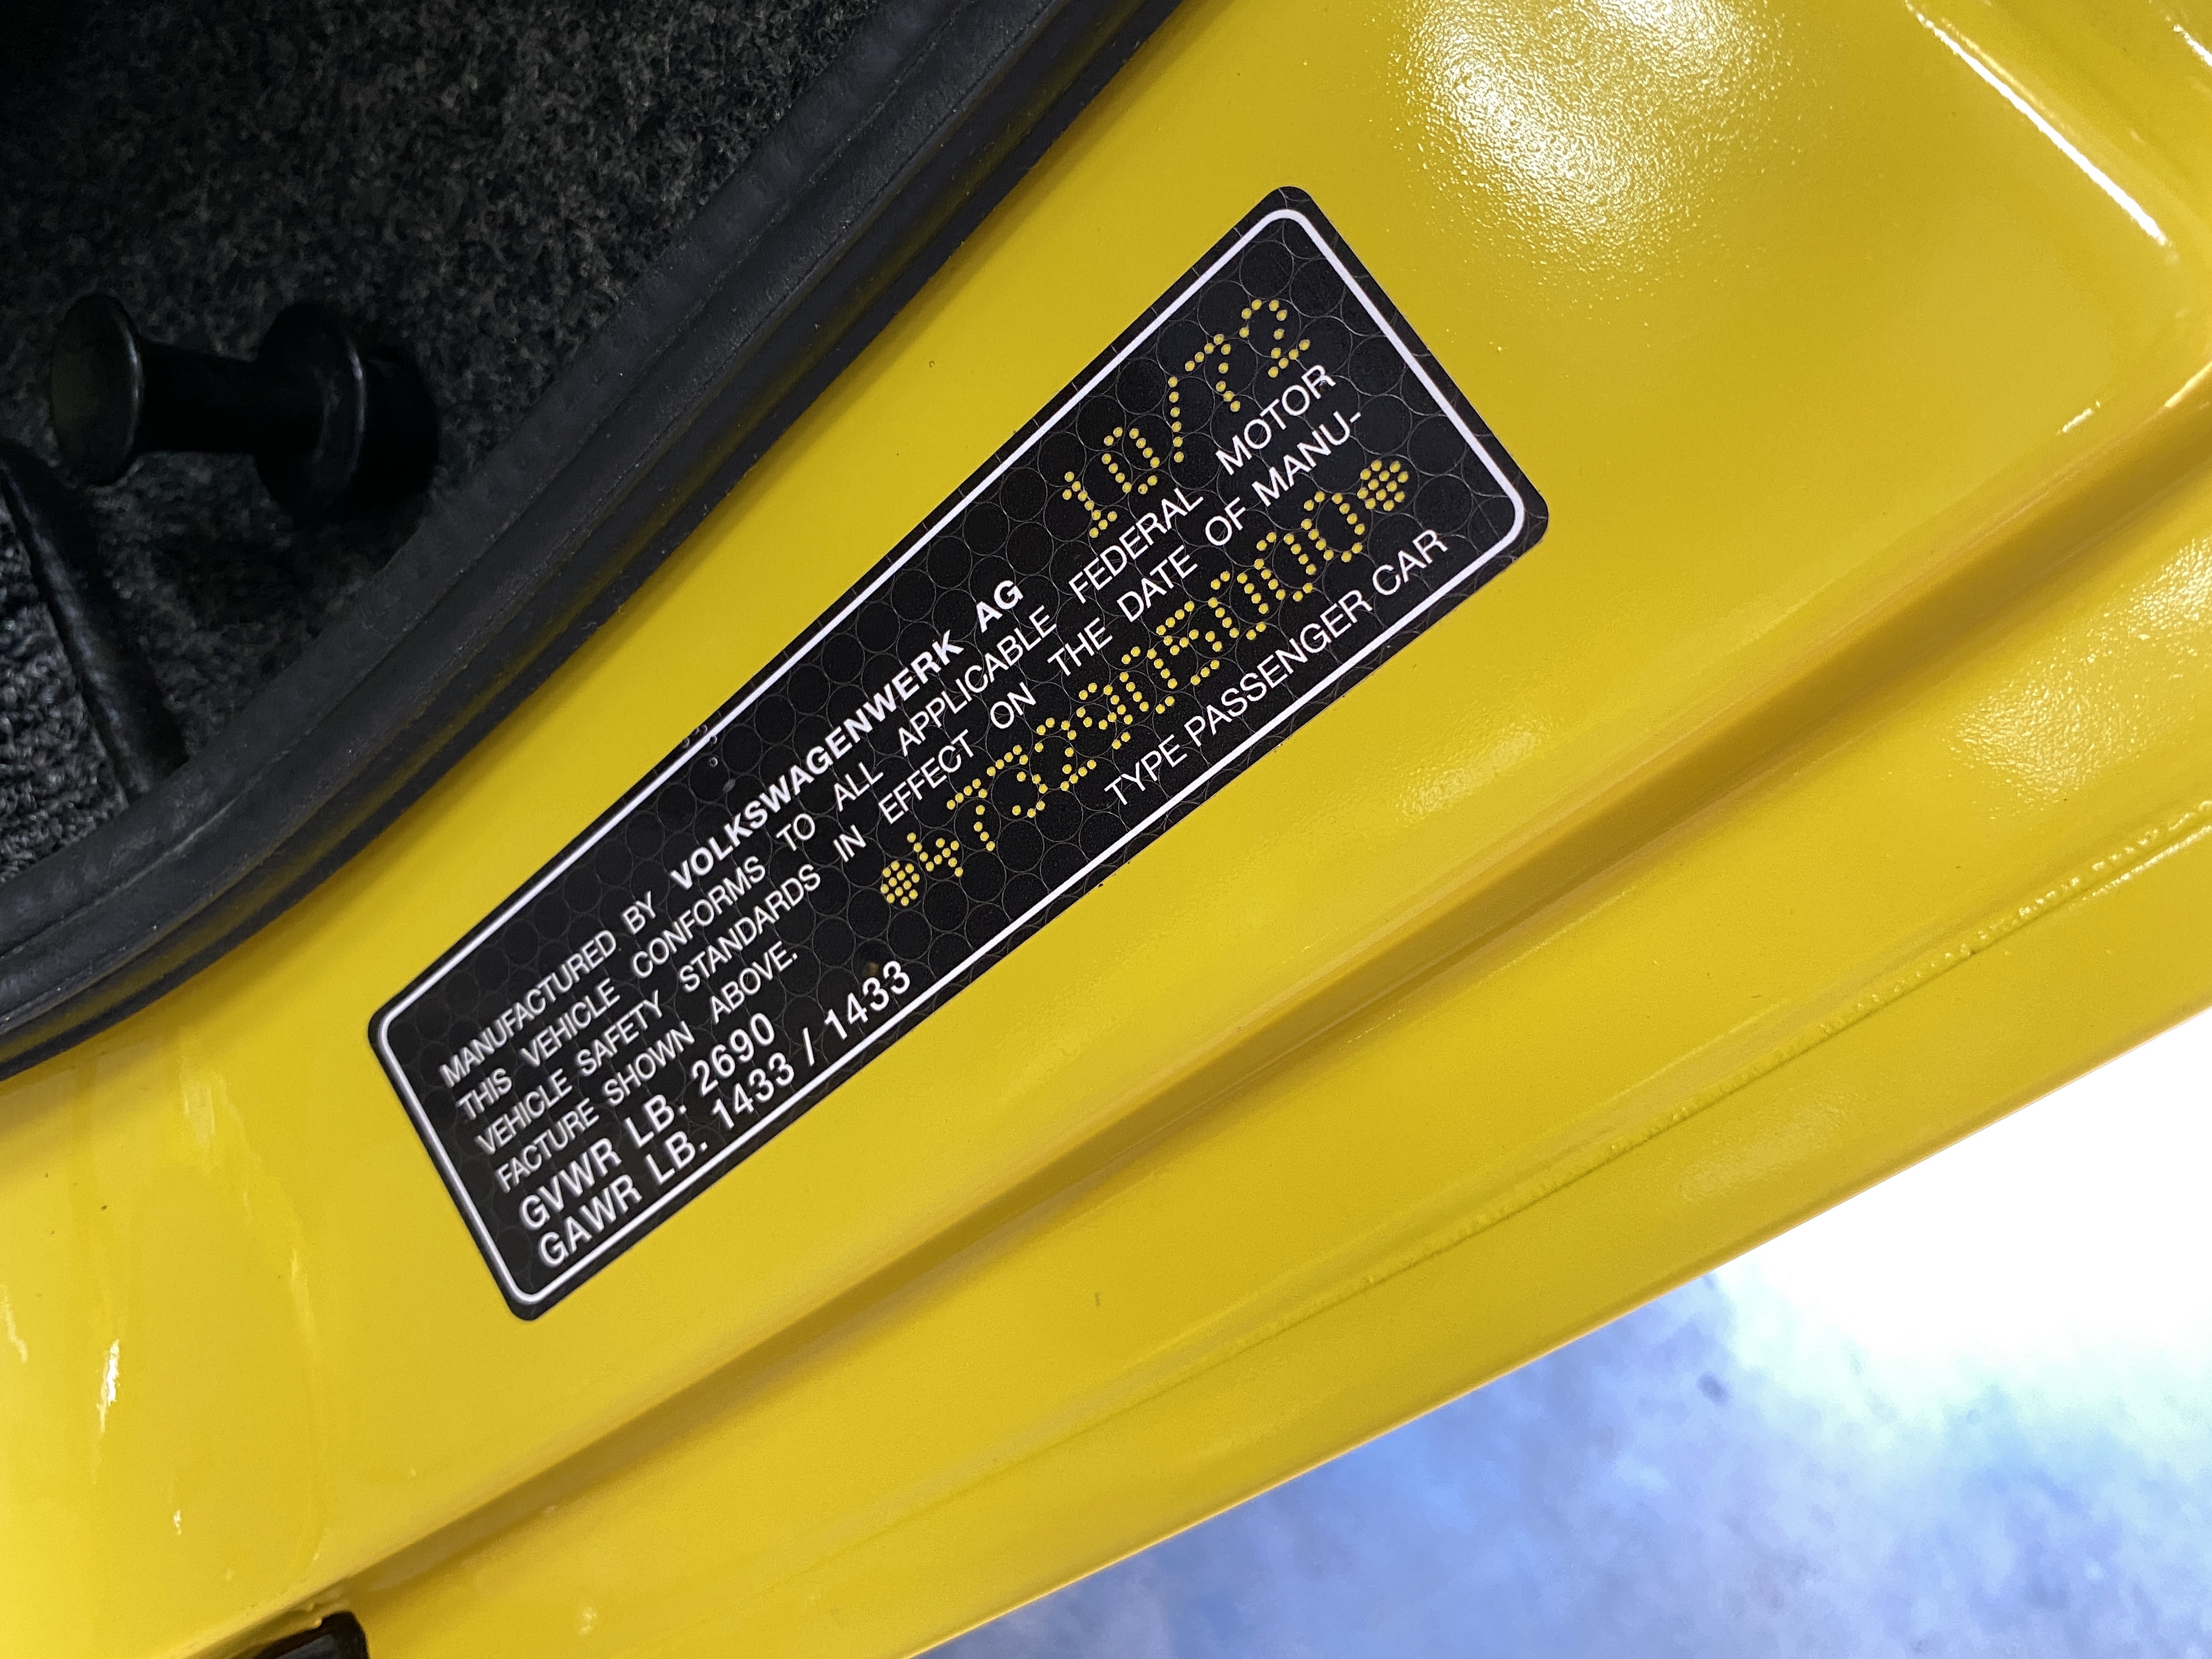 MANUFACTURED BY VOLKSWAGENWERK AG 10/72
THIS VEHICLE CONFORMS TO ALL APPLICABLE FEDERAL MOTOR
VEHICLE SAFETY STANDARDS IN EFFECT ON THE DATE OF MANU-
FACTURE SHOWN ABOVE. *4732905000*
GVWR LB. 2690
GAWR LB. 1433 / 1433 TYPE PASSENGER CAR